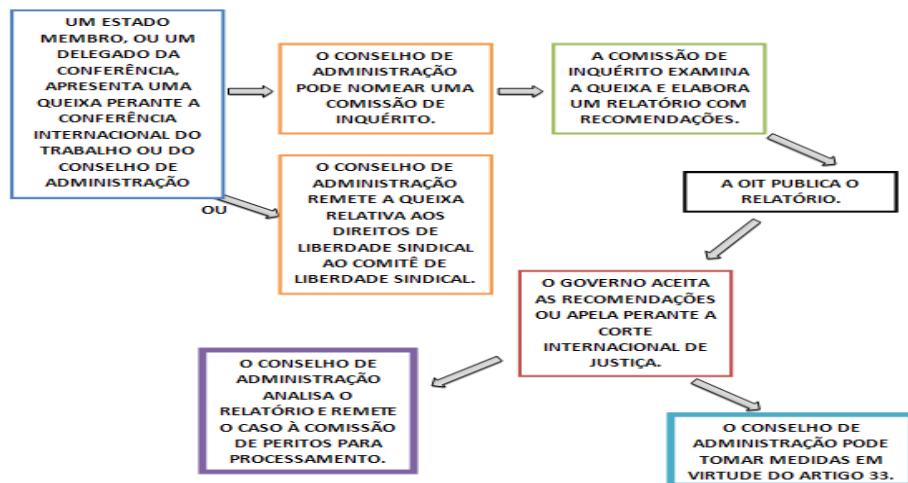 UM ESTADO
MEMBRO, OU UM
DELEGADO DA
CONFERÊNCIA,
APRESENTA UMA
QUEIXA PERANTE A
CONFERÊNCIA
INTERNACIONAL DO
TRABALHO OU DO
CONSELHO DE
ADMINISTRAÇÃO
O CONSELHO DE
ADMINISTRAÇÃO
PODE NOMEAR UMA
COMISSÃO DE
INQUÉRITO.
A COMISSÃO DE
INQUÉRITO EXAMINA
A QUEIXA E ELABORA
UM RELATÓRIO COM
RECOMENDAÇÕES.
OU
O CONSELHO DE
ADMINISTRAÇÃO
REMETE A QUEIXA
RELATIVA AOS
DIREITOS DE
LIBERDADE SINDICAL
AO COMITÊ DE
LIBERDADE SINDICAL.
A OIT PUBLICA O
RELATÓRIO.
O GOVERNO ACEITA
AS RECOMENDAÇÕES
OU APELA PERANTE A
CORTE
INTERNACIONAL DE
JUSTIÇA.
O CONSELHO DE
ADMINISTRAÇÃO
ANALISA O
RELATÓRIO E REMETE
O CASO À COMISSÃO
DE PERITOS PARA
PROCESSAMENTO.
O CONSELHO DE
ADMINISTRAÇÃO PODE
TOMAR MEDIDAS EM
VIRTUDE DO ARTIGO 33.